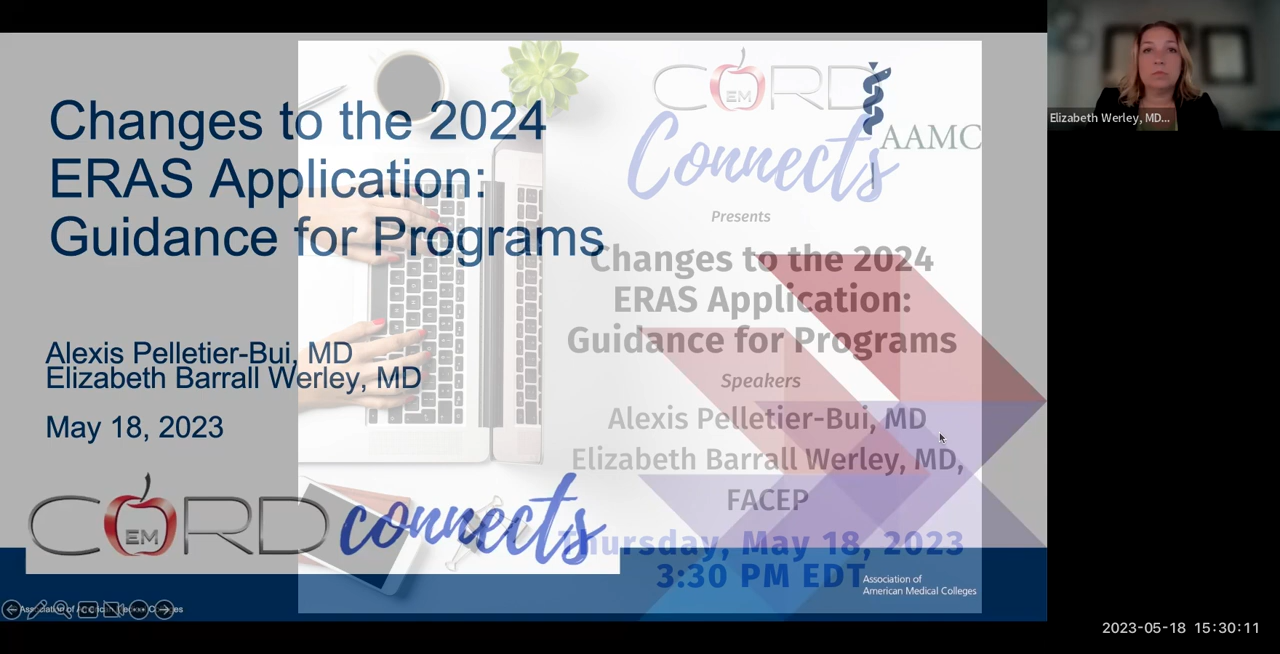 Changes to the 2024
ERAS Application:
Guidance for Programs
Alexis Pelletier-Bui, MD
Elizabeth Barrall Werley, MD
May 18, 2023
CORD
EM
connects
CORD
EM
Connects
AAMC
Presents
Changes to the 2024
ERAS Application:
Guidance for Programs
Speakers
Alexis Pelletier-Bui, MD
Elizabeth Barrall Werley, MD,
FACEP
Thursday, May 18, 2023
3:30 PM EDT
Association of
American Medical Colleges
Elizabeth Werley, MD...
2023-05-18 15:30:11